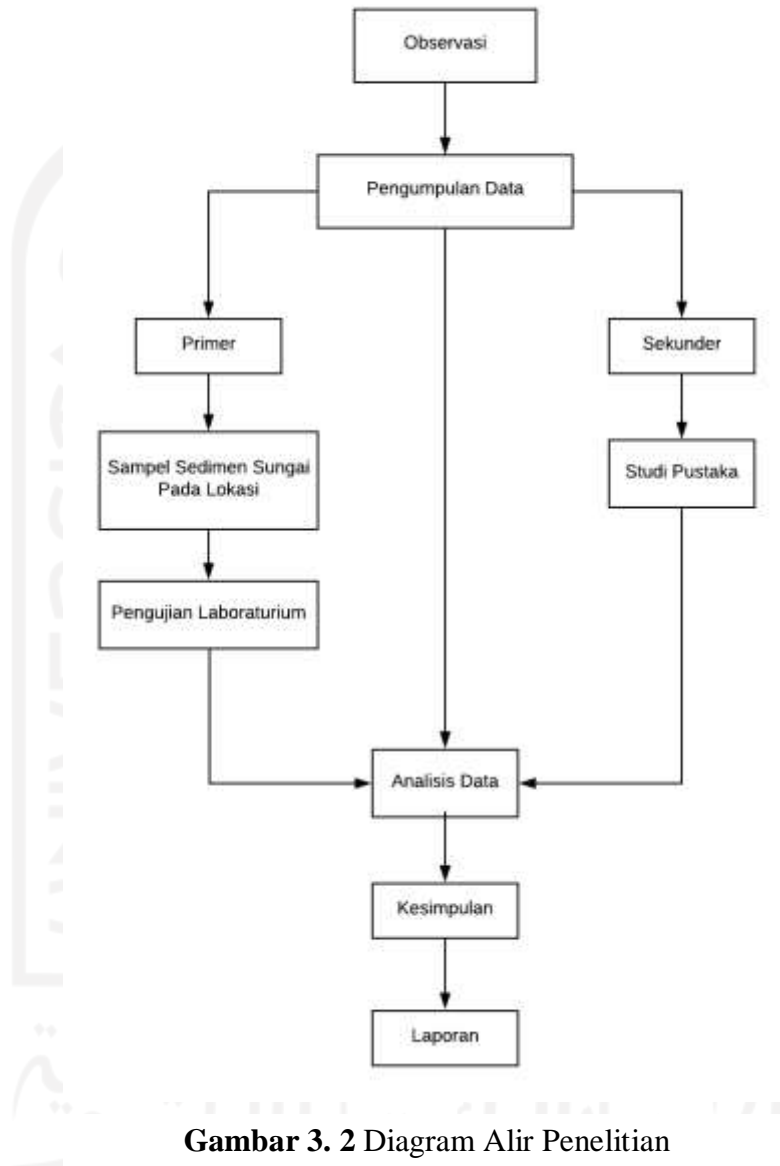 Observasi
Pengumpulan Data
Primer
Sekunder
Sampel Sedimen Sungai
Pada Lokasi
Studi Pustaka
Pengujian Laboraturium
Analisis Data
Kesimpulan
Laporan
Gambar 3. 2 Diagram Alir Penelitian